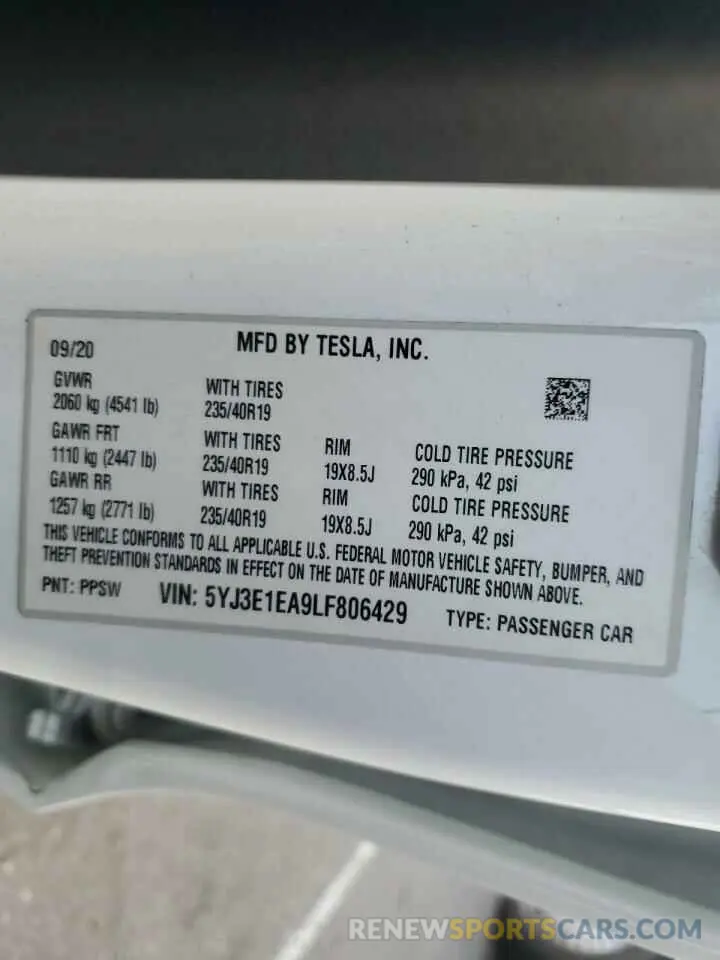 09/20 MFD BY TESLA, INC.
GVWR
2060 kg (4541 lb)
WITH TIRES
235/40R19
GAWR FRT
1110 kg (2447 lb)
WITH TIRES
235/40R19
RIM
19X8.5J
COLD TIRE PRESSURE
290 kPa, 42 psi
GAWR RR
1257 kg (2771 lb)
WITH TIRES
235/40R19
RIM
19X8.5J
COLD TIRE PRESSURE
290 kPa, 42 psi
THIS VEHICLE CONFORMS TO ALL APPLICABLE U.S. FEDERAL MOTOR VEHICLE SAFETY, BUMPER, AND
THEFT PREVENTION STANDARDS IN EFFECT ON THE DATE OF MANUFACTURE SHOWN ABOVE.
PNT: PPSW VIN: 5YJ3E1EA9LF806429 TYPE: PASSENGER CAR
RENEWSPORTSCARS.COM